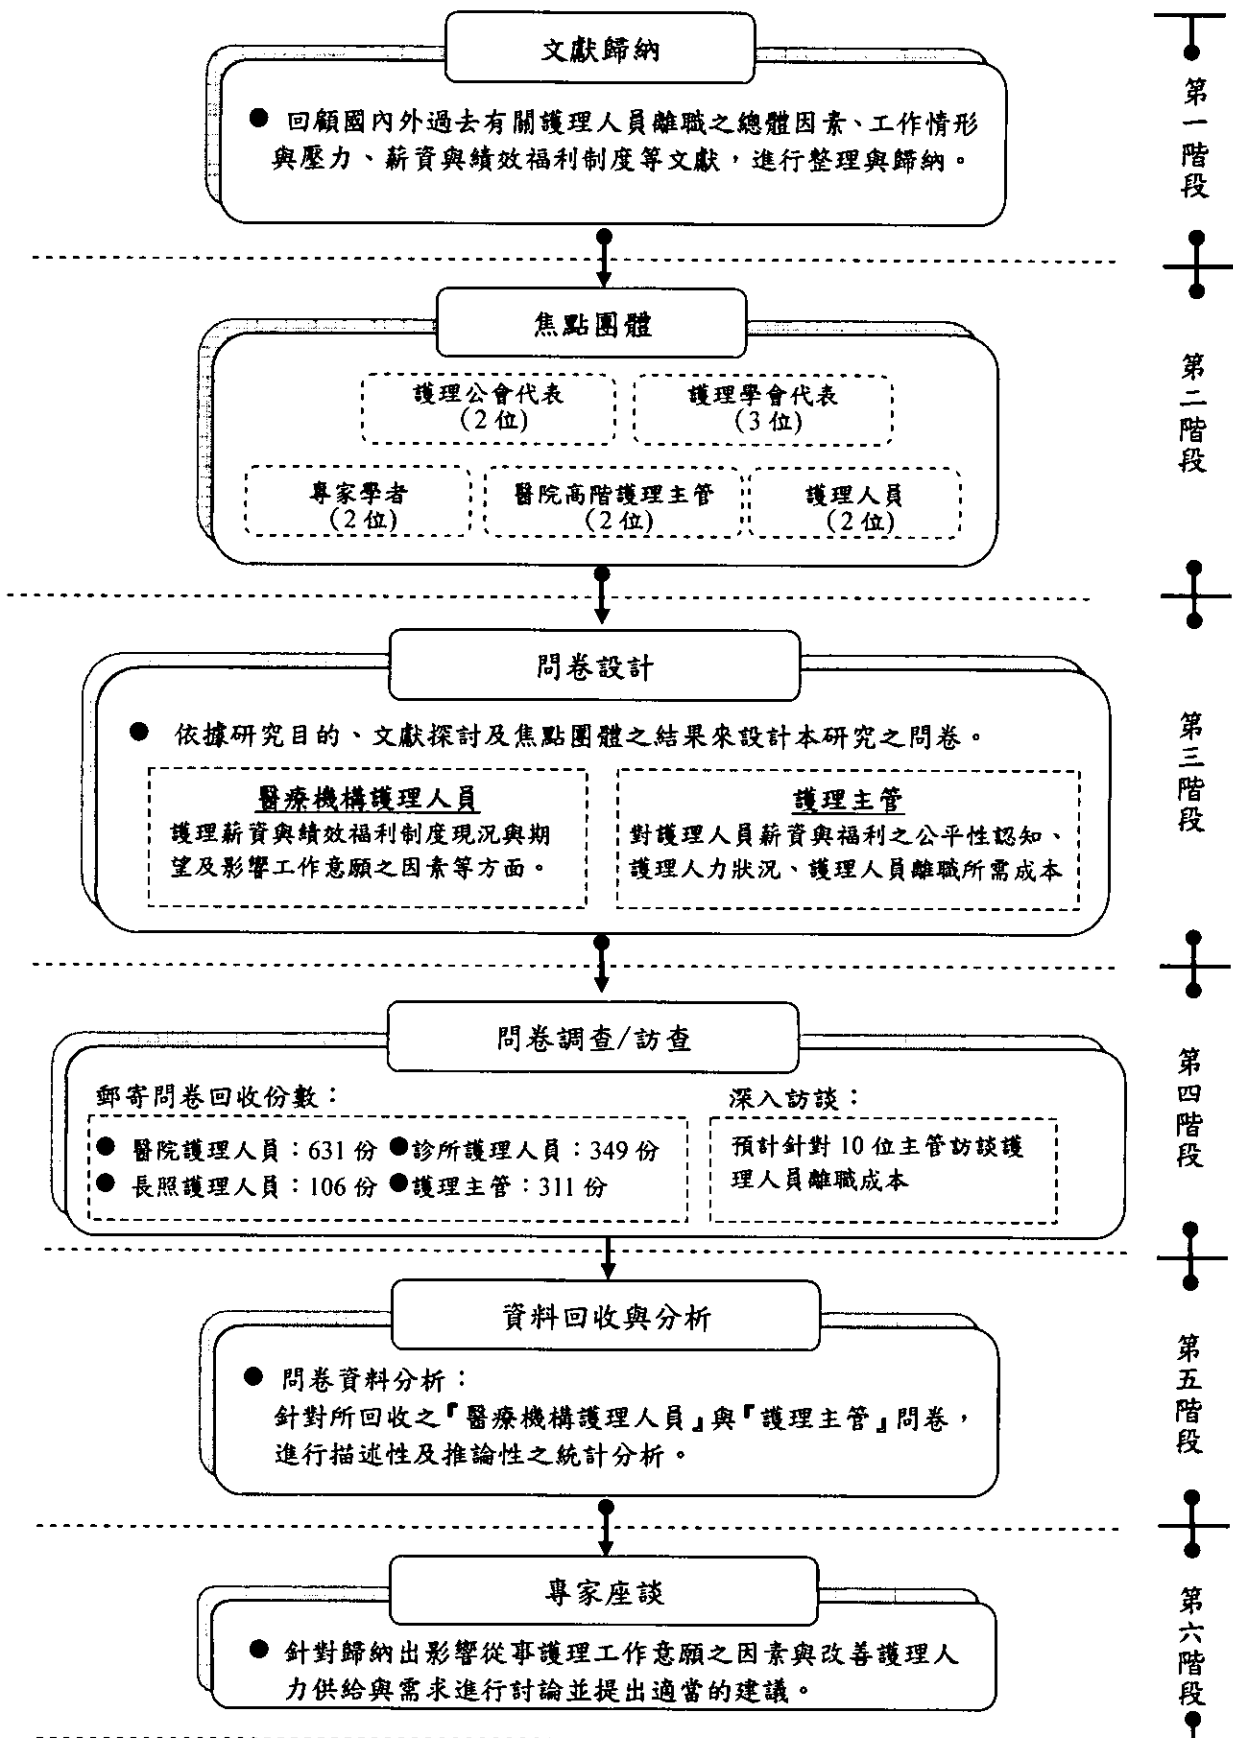 文獻歸納
● 回顧國內外過去有關護理人員離職之總體因素、工作情形
與壓力、薪資與績效福利制度等文獻，進行整理與歸納。
第一階段
焦點團體
護理公會代表
（2 位）
護理學會代表
（3 位）
專家學者
（2 位）
醫院高階護理主管
（2 位）
護理人員
（2 位）
第二階段
問卷設計
● 依據研究目的、文獻探討及焦點團體之結果來設計本研究之問卷。
醫療機構護理人員
護理薪資與績效福利制度現況與期
望及影響工作意願之因素等方面。
護理主管
對護理人員薪資與福利之公平性認知、
護理人力狀況、護理人員離職所需成本
第三階段
問卷調查/訪查
郵寄問卷回收份數：
● 醫院護理人員：631 份 ●診所護理人員：349 份
● 長照護理人員：106 份 ●護理主管：311 份
深入訪談：
預計針對 10 位主管訪談護
理人員離職成本
第四階段
資料回收與分析
● 問卷資料分析：
針對所回收之『醫療機構護理人員』與『護理主管』問卷，
進行描述性及推論性之統計分析。
第五階段
專家座談
● 針對歸納出影響從事護理工作意願之因素與改善護理人
力供給與需求進行討論並提出適當的建議。
第六階段